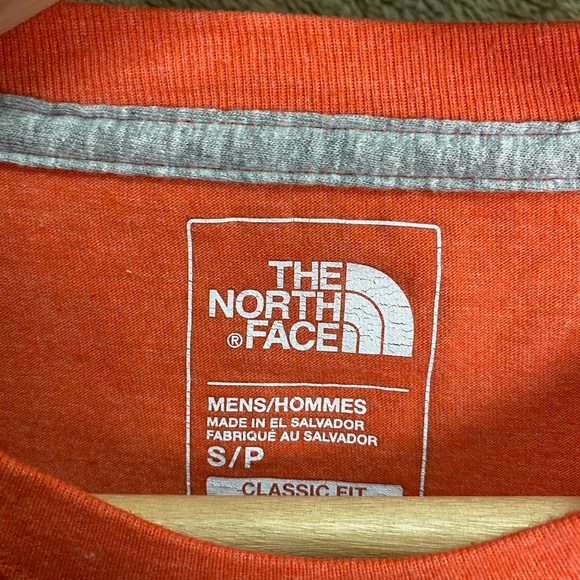 THE
NORTH
® FACE
MENS/HOMMES
MADE IN EL SALVADOR
FABRIQUÉ AU SALVADOR
S/P
CLASSIC FIT